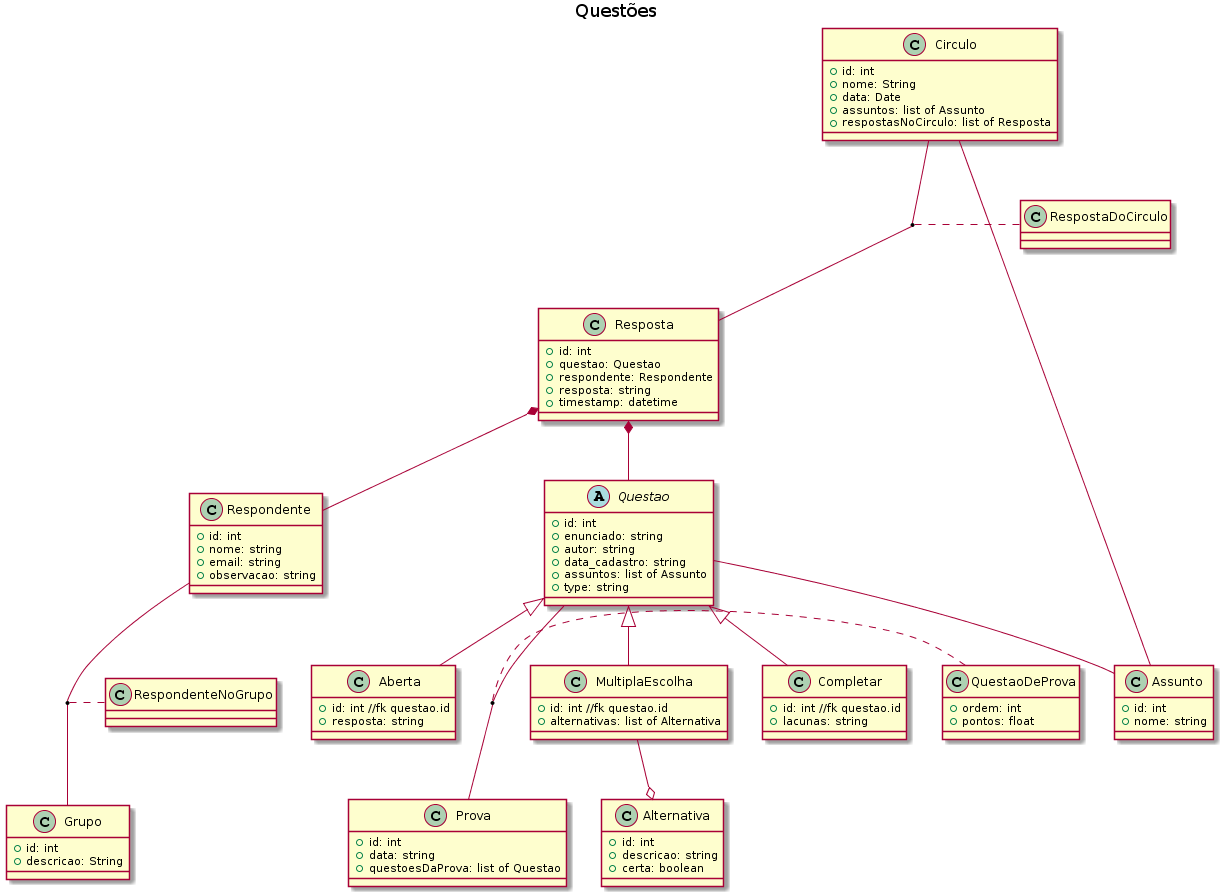 Questões
C Circulo
id: int
nome: String
data: Date
assuntos: list of Assunto
respostasNoCirculo: list of Resposta
C RespostaDoCirculo
C Resposta
id: int
questao: Questao
respondente: Respondente
resposta: string
timestamp: datetime
C Respondente
id: int
nome: string
email: string
observacao: string
A Questao
id: int
enunciado: string
autor: string
data_cadastro: string
assuntos: list of Assunto
type: string
C RespondenteNoGrupo
C Aberta
id: int //fk questao.id
resposta: string
C MultiplaEscolha
id: int //fk questao.id
alternativas: list of Alternativa
C Completar
id: int //fk questao.id
lacunas: string
C QuestaoDeProva
ordem: int
pontos: float
C Assunto
id: int
nome: string
C Grupo
id: int
descricao: String
C Prova
id: int
data: string
questoesDaProva: list of Questao
C Alternativa
id: int
descricao: string
certa: boolean